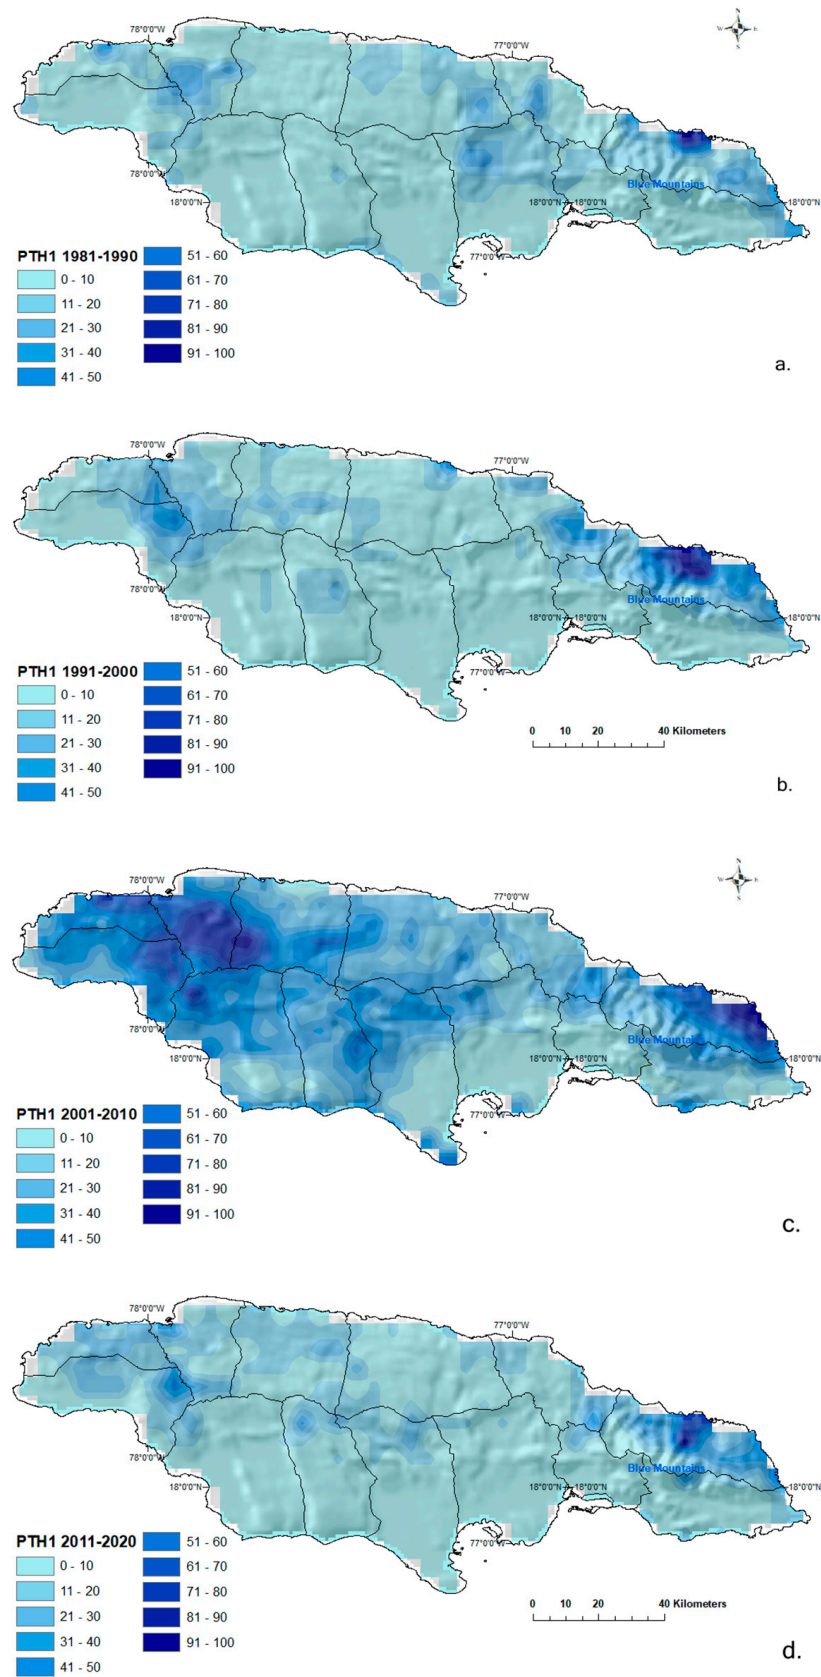 N
W E
S
78°0'0"W
77°0'0"W
Blue Mountains
78°0'0"W
18°0'0"N
18°0'0"N
18°0'0"N
18°0'0"N
77°0'0"W
PTH1 1981-1990
0 - 10
11 - 20
21 - 30
31 - 40
41 - 50
51 - 60
61 - 70
71 - 80
81 - 90
91 - 100
a.
78°0'0"W
77°0'0"W
Blue Mountains
78°0'0"W
18°0'0"N
18°0'0"N
18°0'0"N
18°0'0"N
77°0'0"W
PTH1 1991-2000
0 - 10
11 - 20
21 - 30
31 - 40
41 - 50
51 - 60
61 - 70
71 - 80
81 - 90
91 - 100
0 10 20 40 Kilometers
b.
N
W E
S
78°0'0"W
77°0'0"W
Blue Mountains
78°0'0"W
18°0'0"N
18°0'0"N
18°0'0"N
18°0'0"N
77°0'0"W
PTH1 2001-2010
0 - 10
11 - 20
21 - 30
31 - 40
41 - 50
51 - 60
61 - 70
71 - 80
81 - 90
91 - 100
c.
78°0'0"W
77°0'0"W
Blue Mountains
78°0'0"W
18°0'0"N
18°0'0"N
18°0'0"N
18°0'0"N
77°0'0"W
PTH1 2011-2020
0 - 10
11 - 20
21 - 30
31 - 40
41 - 50
51 - 60
61 - 70
71 - 80
81 - 90
91 - 100
0 10 20 40 Kilometers
d.